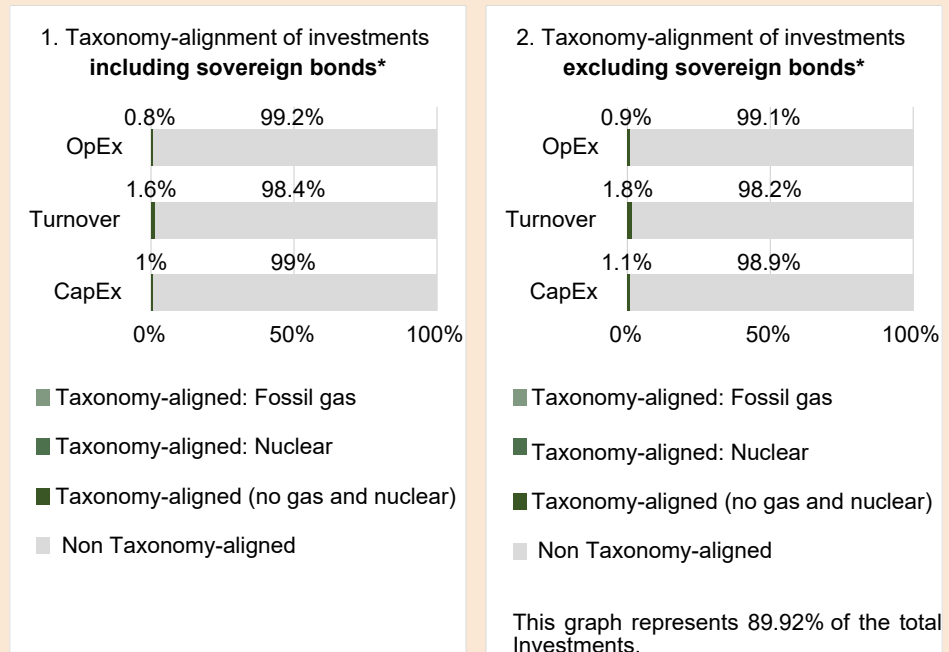 1. Taxonomy-alignment of investments
including sovereign bonds*
0.8% 99.2%
OpEx
1.6% 98.4%
Turnover
1% 99%
CapEx
0% 50% 100%
Taxonomy-aligned: Fossil gas
Taxonomy-aligned: Nuclear
Taxonomy-aligned (no gas and nuclear)
Non Taxonomy-aligned
2. Taxonomy-alignment of investments
excluding sovereign bonds*
0.9% 99.1%
OpEx
1.8% 98.2%
Turnover
1.1% 98.9%
CapEx
0% 50% 100%
Taxonomy-aligned: Fossil gas
Taxonomy-aligned: Nuclear
Taxonomy-aligned (no gas and nuclear)
Non Taxonomy-aligned
This graph represents 89.92% of the total
Investments.